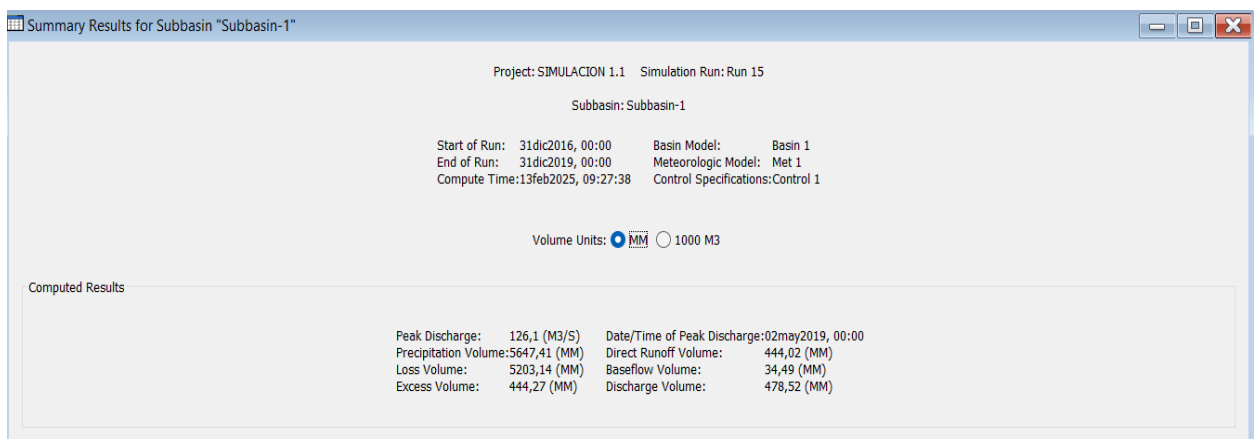 Summary Results for Subbasin "Subbasin-1"
Project: SIMULACION 1.1 Simulation Run: Run 15
Subbasin: Subbasin-1
Start of Run: 31dic2016, 00:00 Basin Model: Basin 1
End of Run: 31dic2019, 00:00 Meteorologic Model: Met 1
Compute Time:13feb2025, 09:27:38 Control Specifications:Control 1
Volume Units: MM 1000 M3
Computed Results
Peak Discharge: 126,1 (M3/S) Date/Time of Peak Discharge:02may2019, 00:00
Precipitation Volume:5647,41 (MM) Direct Runoff Volume: 444,02 (MM)
Loss Volume: 5203,14 (MM) Baseflow Volume: 34,49 (MM)
Excess Volume: 444,27 (MM) Discharge Volume: 478,52 (MM)